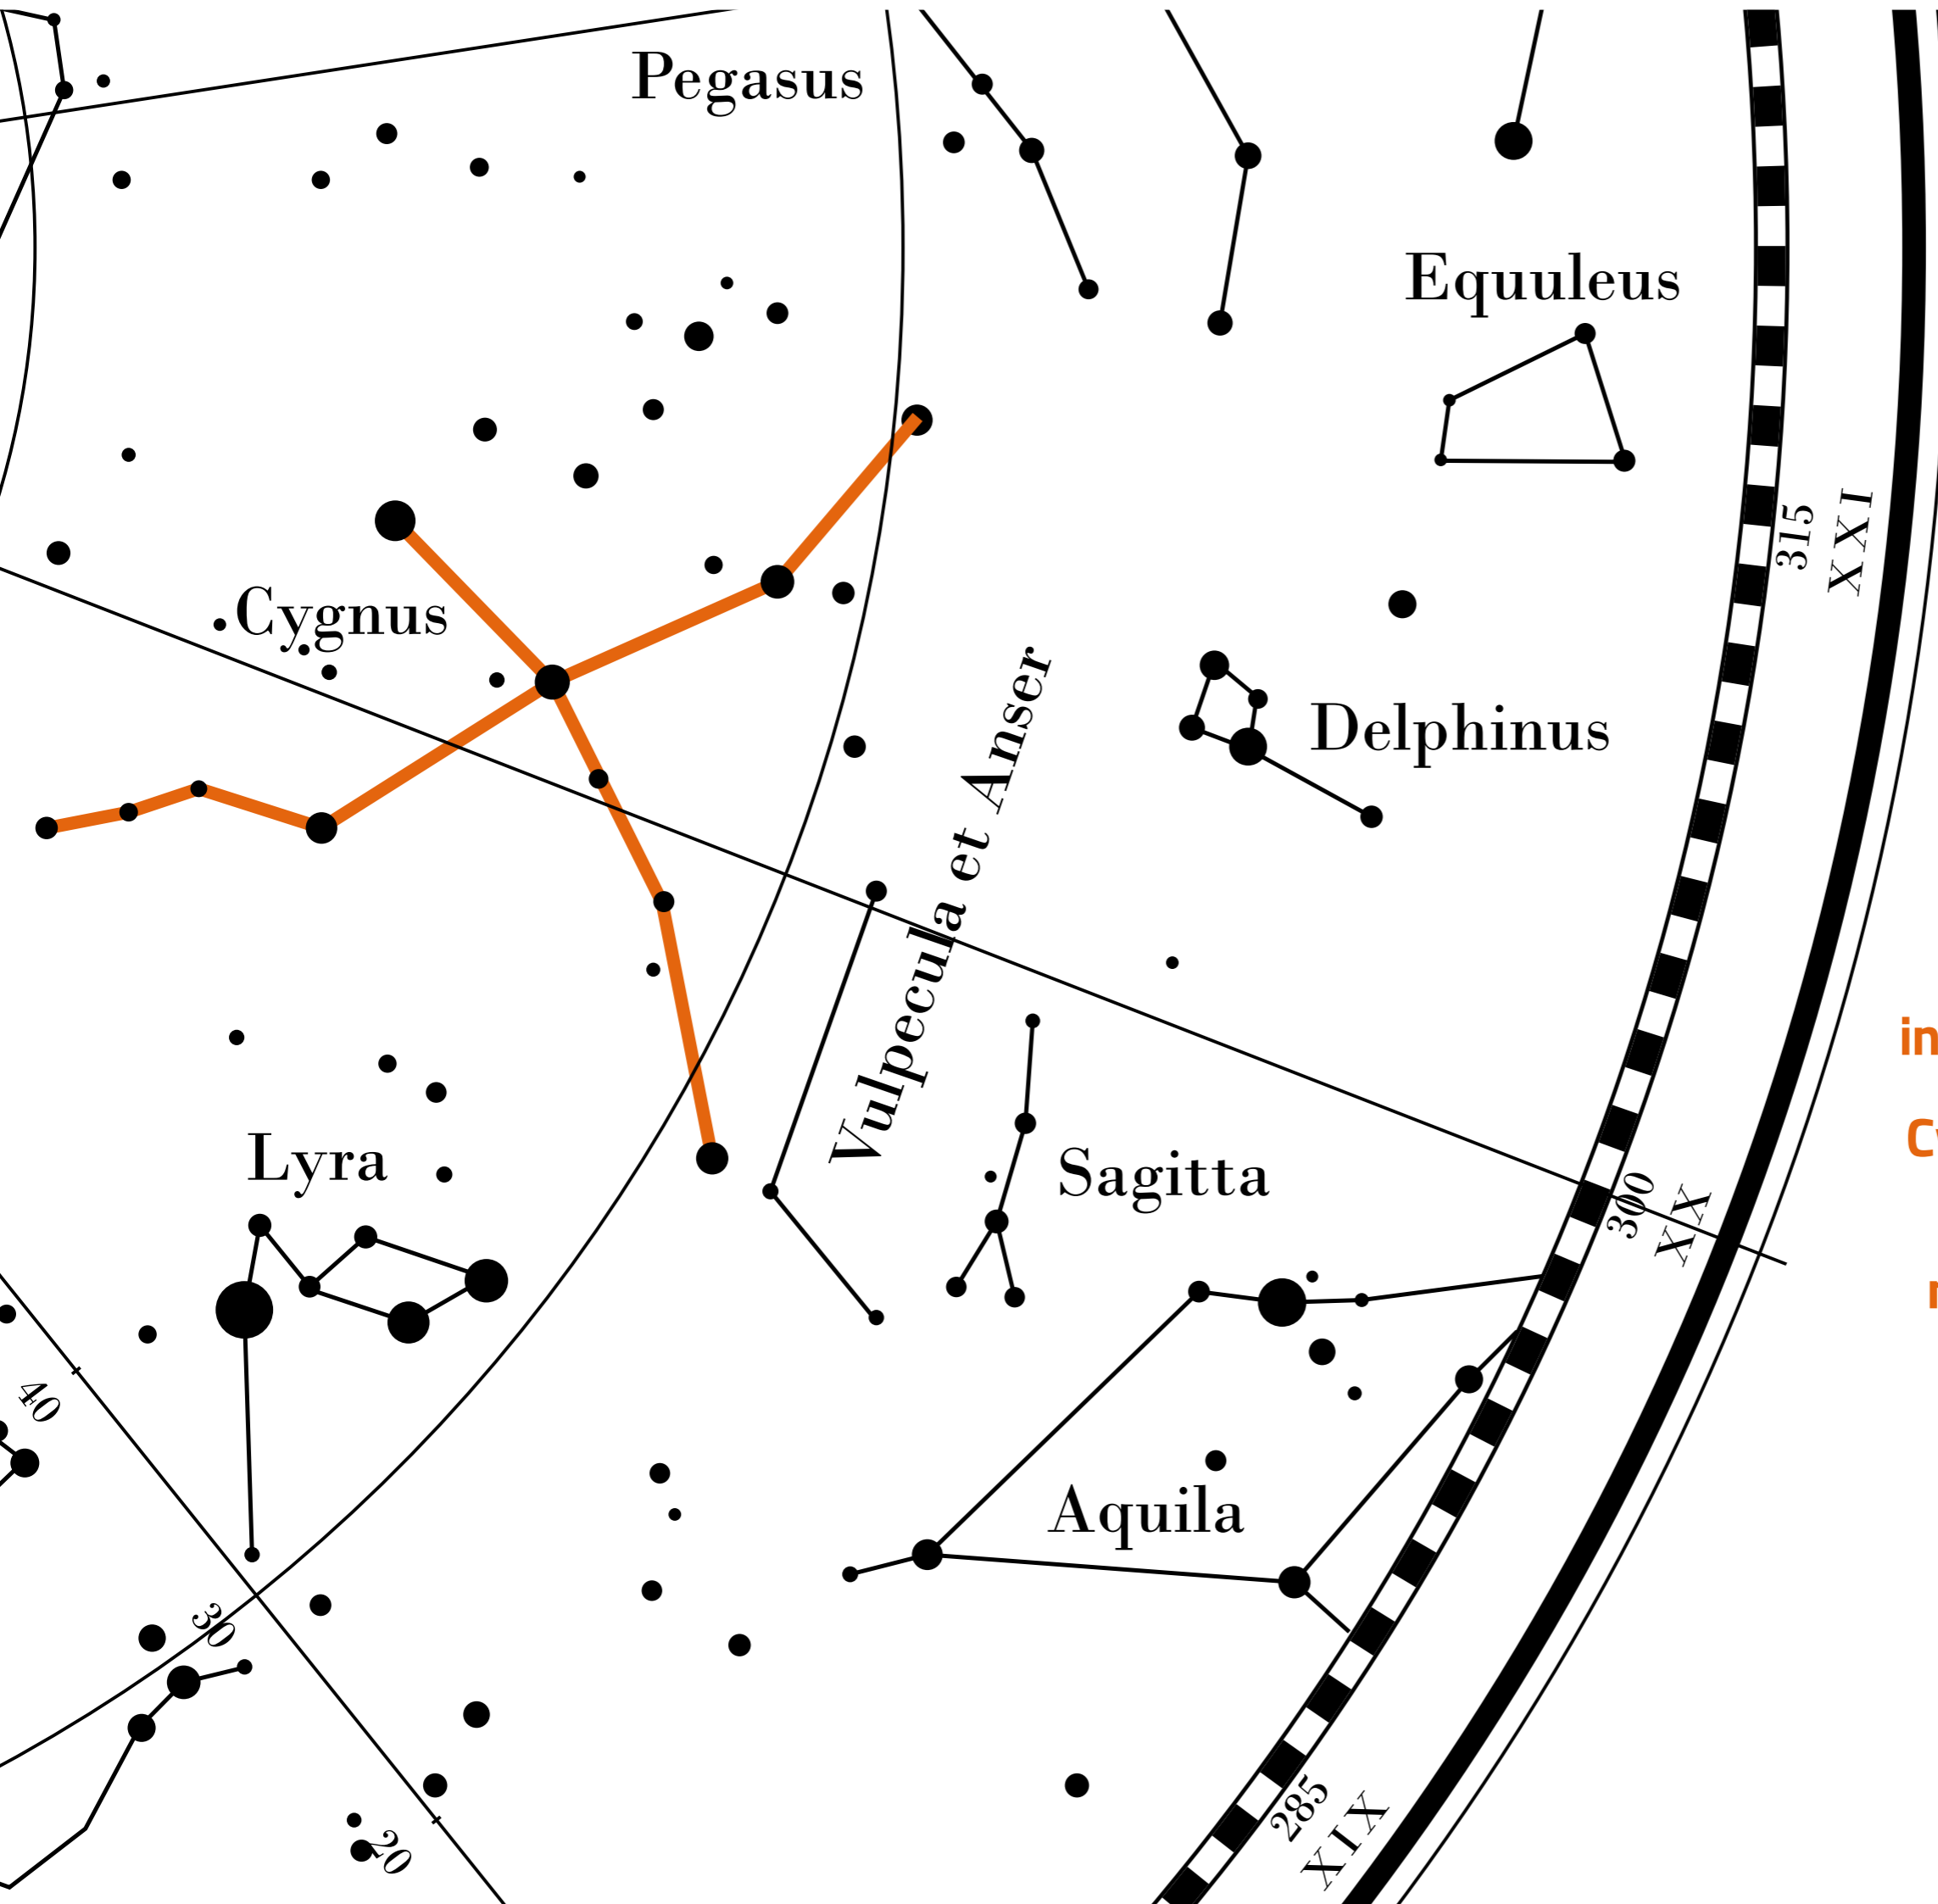 Pegasus
Equuleus
315
XXI
Cygnus
Delphinus
Vulpecula et Anser
Lyra
Sagitta
300
XX
40
Aquila
30
285
XIX
20
in